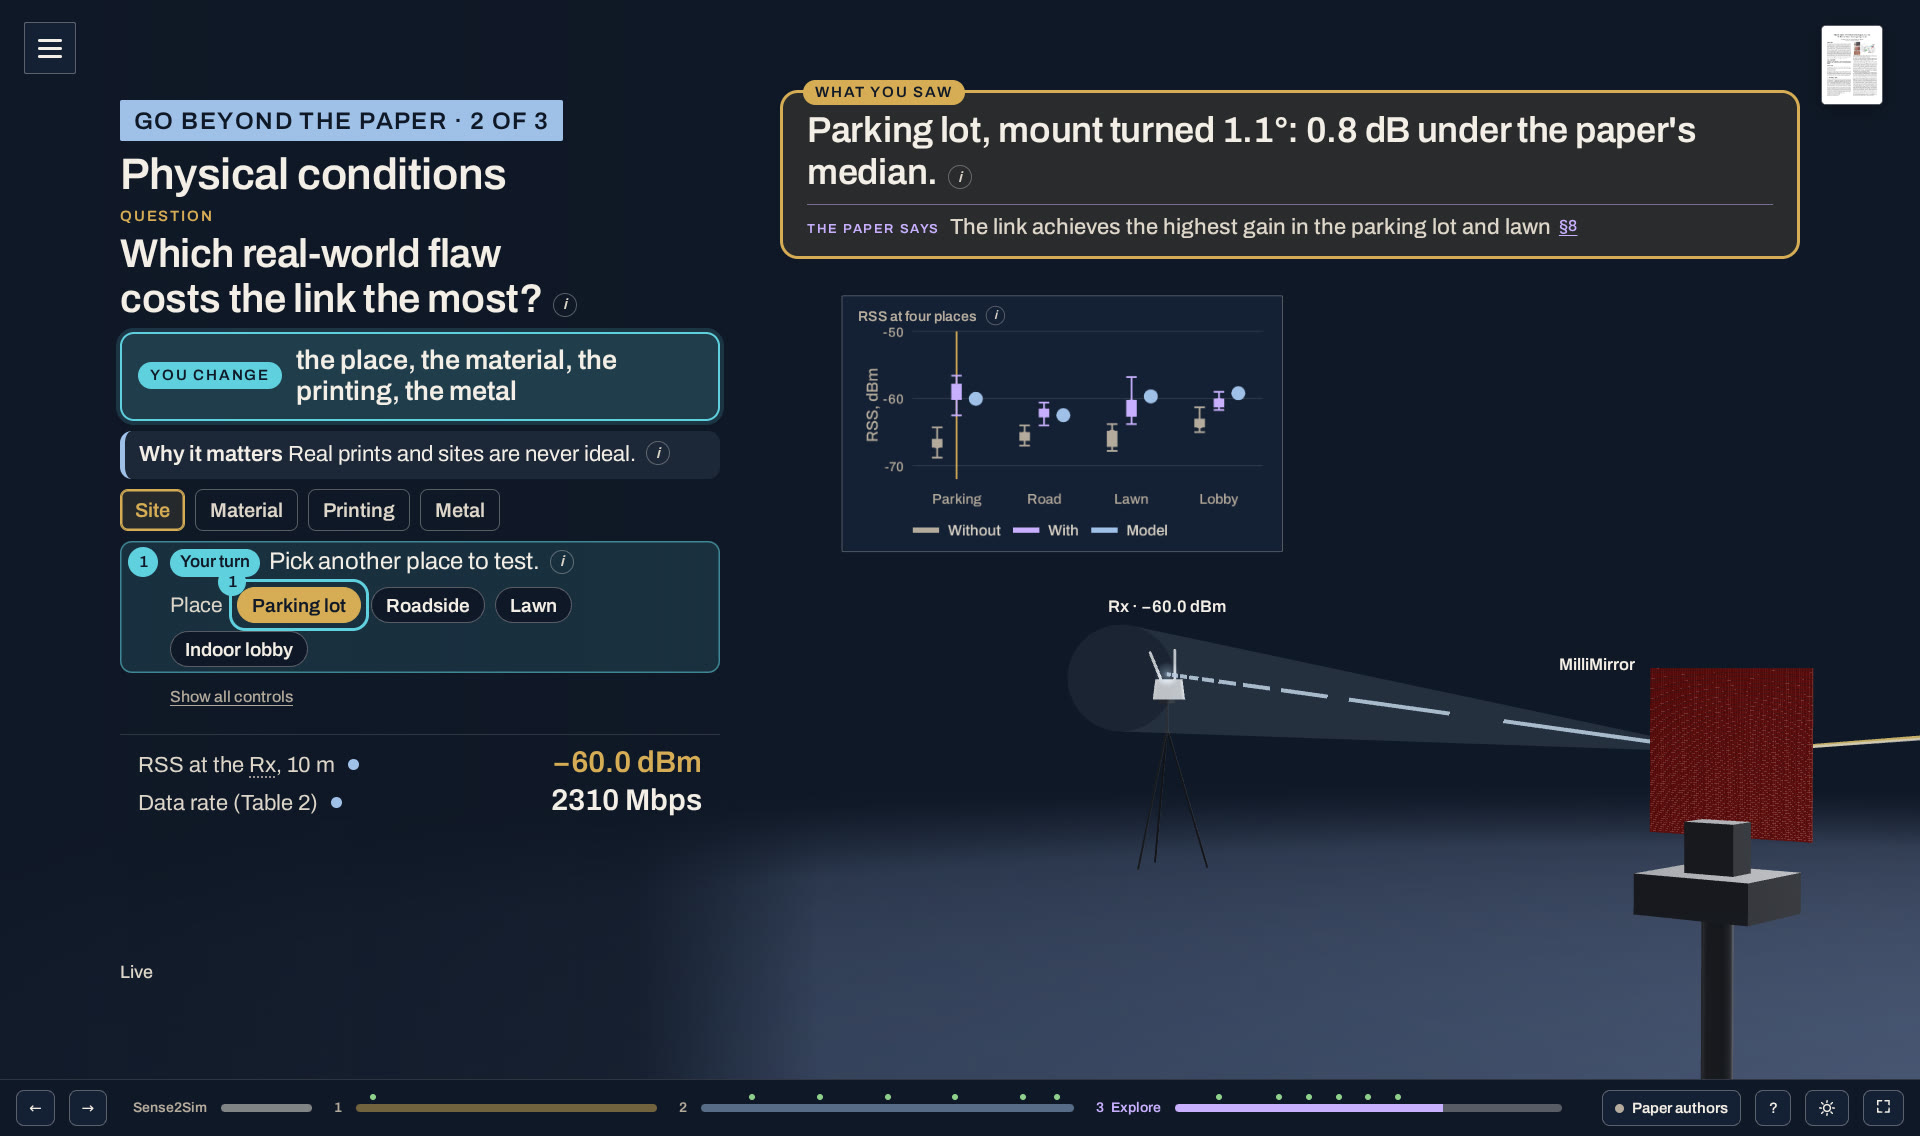 GO BEYOND THE PAPER · 2 OF 3
Physical conditions
QUESTION
Which real-world flaw
costs the link the most? i
YOU CHANGE
the place, the material, the
printing, the metal
Why it matters Real prints and sites are never ideal. i
Site Material Printing Metal
1 Your turn Pick another place to test. i
1
Place Parking lot Roadside Lawn
Indoor lobby
Show all controls
RSS at the Rx, 10 m −60.0 dBm
Data rate (Table 2) 2310 Mbps
Live
WHAT YOU SAW
Parking lot, mount turned 1.1°: 0.8 dB under the paper's
median. i
THE PAPER SAYS The link achieves the highest gain in the parking lot and lawn §8
RSS at four places i
-50
-60
-70
RSS, dBm
Parking Road Lawn Lobby
Without With Model
Rx · −60.0 dBm
MilliMirror
← → Sense2Sim 1 2 3 Explore Paper authors ?